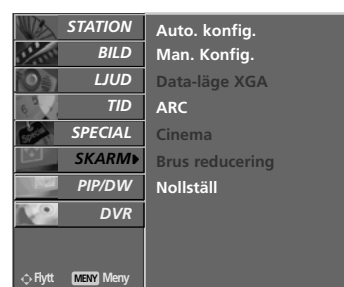 STATION
BILD
LJUD
TID
SPECIAL
SKARM
PIP/DW
DVR
Flytt MENY Meny
Auto. konfig.
Man. Konfig.
Data-läge XGA
ARC
Cinema
Brus reducering
Nollställ